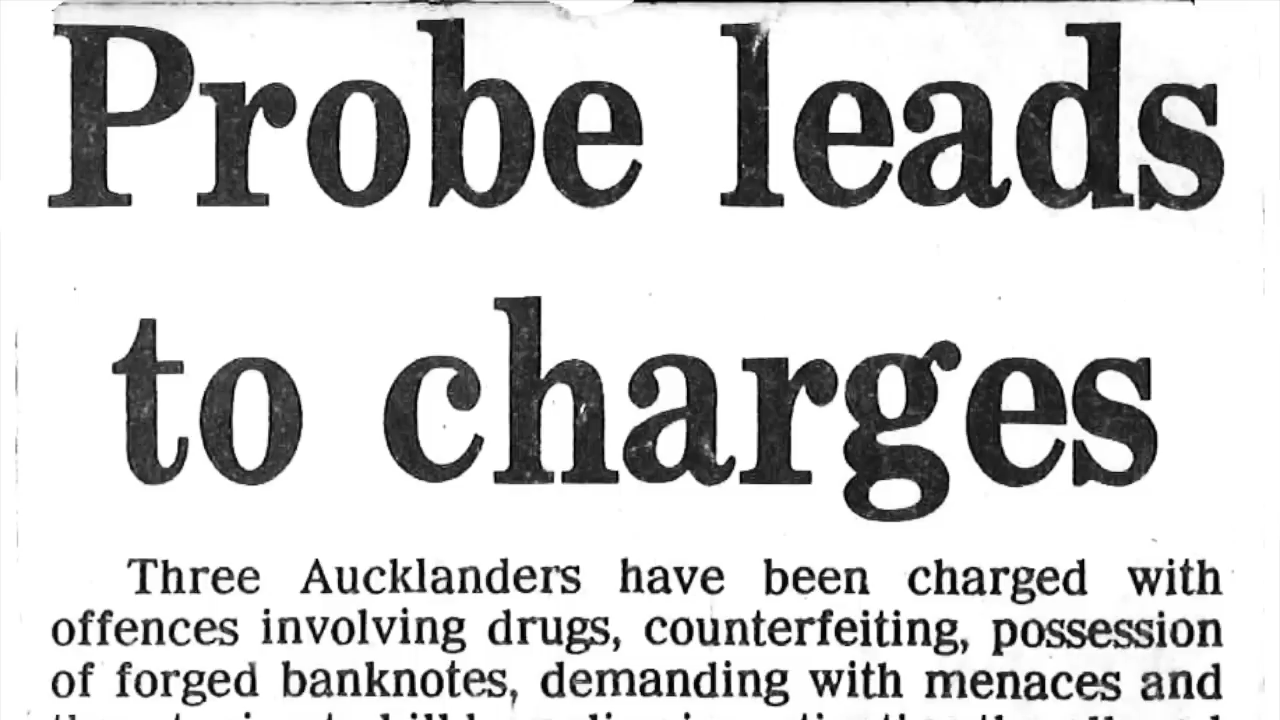 Probe leads
to charges
Three Aucklanders have been charged with
offences involving drugs, counterfeiting, possession
of forged banknotes, demanding with menaces and